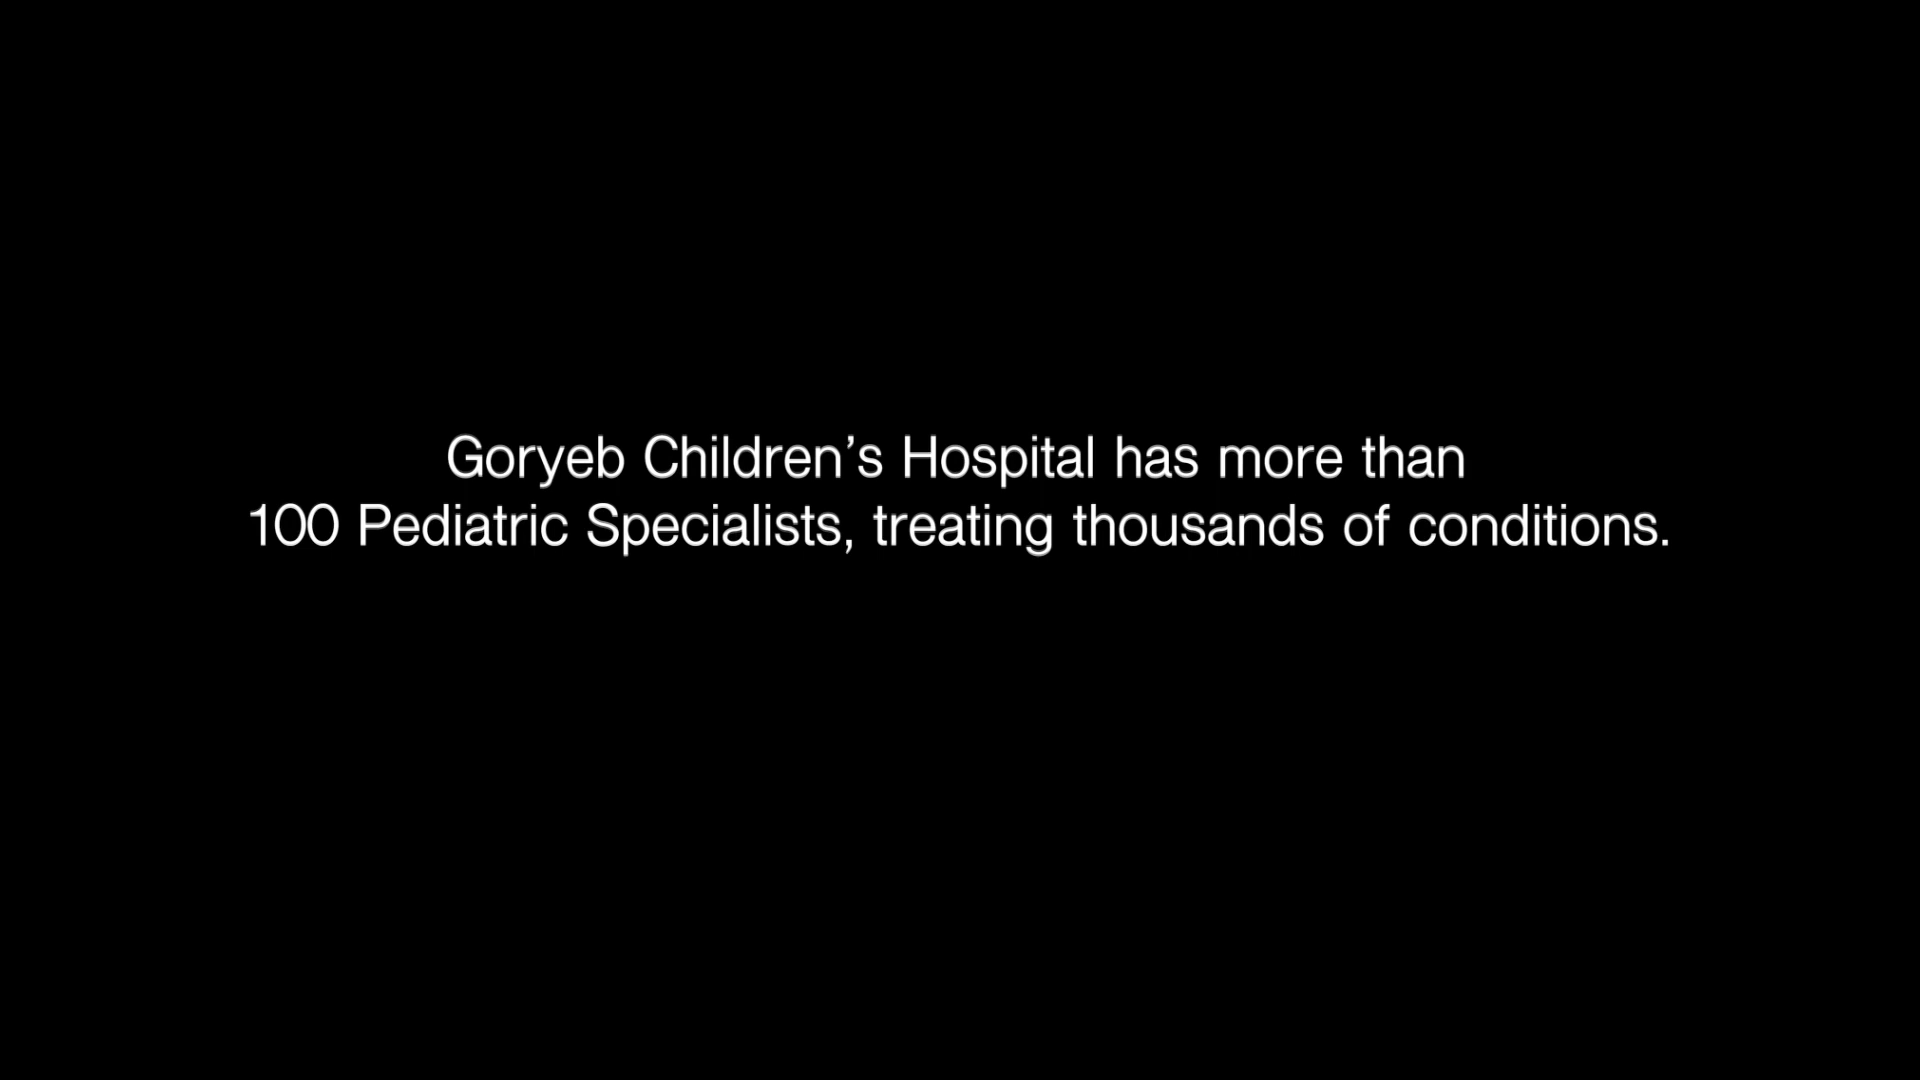 Goryeb Children’s Hospital has more than
100 Pediatric Specialists, treating thousands of conditions.